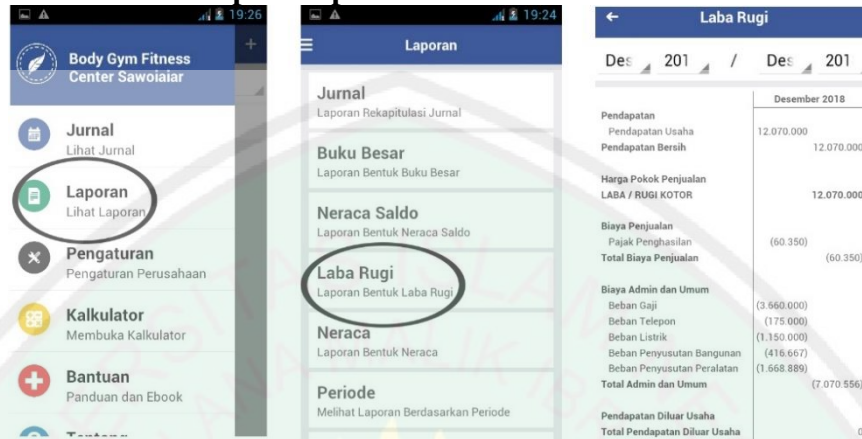 19:26
Body Gym Fitness
Center Sawojajar
Jurnal
Lihat Jurnal
Laporan
Lihat Laporan
Pengaturan
Pengaturan Perusahaan
Kalkulator
Membuka Kalkulator
Bantuan
Panduan dan Ebook
19:24
Laporan
Jurnal
Laporan Rekapitulasi Jurnal
Buku Besar
Laporan Bentuk Buku Besar
Neraca Saldo
Laporan Bentuk Neraca Saldo
Laba Rugi
Laporan Bentuk Laba Rugi
Neraca
Laporan Bentuk Neraca
Periode
Melihat Laporan Berdasarkan Periode
Laba Rugi
Des 201 / Des 201
Desember 2018
Pendapatan
Pendapatan Usaha 12.070.000
Pendapatan Bersih 12.070.000
Harga Pokok Penjualan
LABA / RUGI KOTOR 12.070.000
Biaya Penjualan
Pajak Penghasilan (60.350)
Total Biaya Penjualan (60.350)
Biaya Admin dan Umum
Beban Gaji (3.660.000)
Beban Telepon (175.000)
Beban Listrik (1.150.000)
Beban Penyusutan Bangunan (416.667)
Beban Penyusutan Peralatan (1.668.889)
Total Admin dan Umum (7.070.556)
Pendapatan Diluar Usaha
Total Pendapatan Diluar Usaha 0